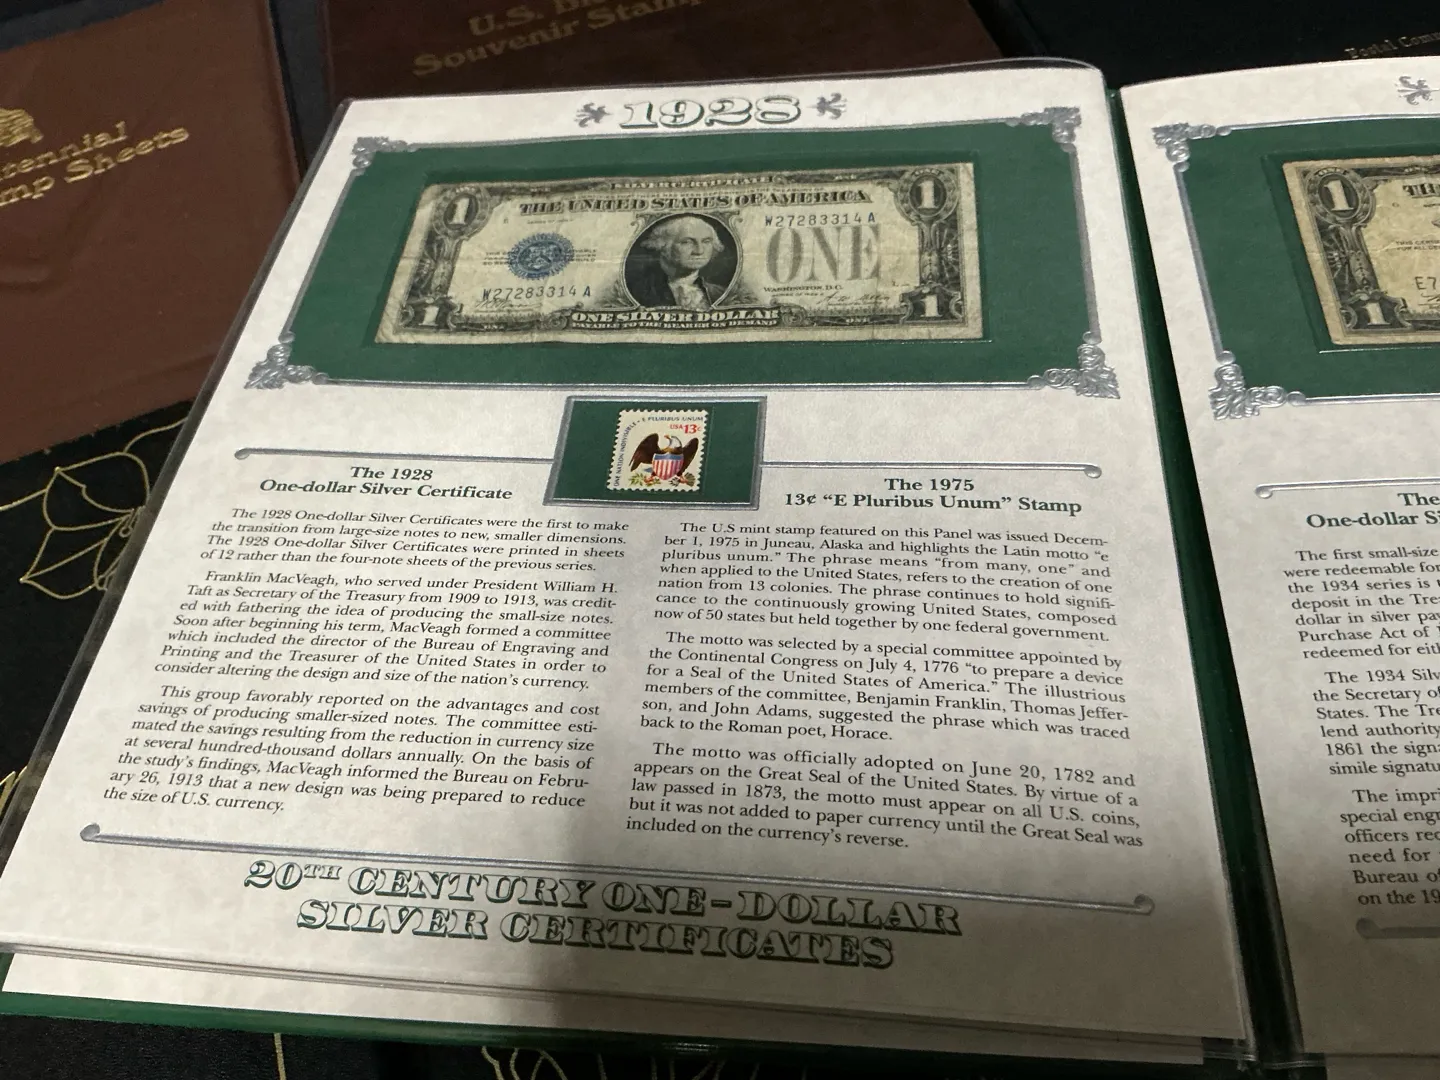 U.S.
Souvenir Stamp
tennial
mp Sheets
Postal Comm
1928
SILVER CERTIFICATE
THE UNITED STATES OF AMERICA
1
1
W27283314A
ONE
WASHINGTON, D.C.
W27283314A
1
1
ONE SILVER DOLLAR
PAYABLE TO THE BEARER ON DEMAND
ONE NATION INDIVISIBLE • E PLURIBUS UNUM
USA 13c
The 1928
One-dollar Silver Certificate
The 1928 One-dollar Silver Certificates were the first to make
the transition from large-size notes to new, smaller dimensions.
The 1928 One-dollar Silver Certificates were printed in sheets
of 12 rather than the four-note sheets of the previous series.
Franklin MacVeagh, who served under President William H.
Taft as Secretary of the Treasury from 1909 to 1913, was credit-
ed with fathering the idea of producing the small-size notes.
Soon after beginning his term, MacVeagh formed a committee
which included the director of the Bureau of Engraving and
Printing and the Treasurer of the United States in order to
consider altering the design and size of the nation's currency.
This group favorably reported on the advantages and cost
savings of producing smaller-sized notes. The committee esti-
mated the savings resulting from the reduction in currency size
at several hundred-thousand dollars annually. On the basis of
the study's findings, MacVeagh informed the Bureau on Febru-
ary 26, 1913 that a new design was being prepared to reduce
the size of U.S. currency.
The 1975
13¢ “E Pluribus Unum” Stamp
The U.S mint stamp featured on this Panel was issued Decem-
ber 1, 1975 in Juneau, Alaska and highlights the Latin motto “e
pluribus unum.” The phrase means “from many, one” and
when applied to the United States, refers to the creation of one
nation from 13 colonies. The phrase continues to hold signifi-
cance to the continuously growing United States, composed
now of 50 states but held together by one federal government.
The motto was selected by a special committee appointed by
the Continental Congress on July 4, 1776 “to prepare a device
for a Seal of the United States of America.” The illustrious
members of the committee, Benjamin Franklin, Thomas Jeffer-
son, and John Adams, suggested the phrase which was traced
back to the Roman poet, Horace.
The motto was officially adopted on June 20, 1782 and
appears on the Great Seal of the United States. By virtue of a
law passed in 1873, the motto must appear on all U.S. coins,
but it was not added to paper currency until the Great Seal was
included on the currency's reverse.
20TH CENTURY ONE-DOLLAR
SILVER CERTIFICATES
1
TH
E7
1
The
One-dollar S
The first small-size
were redeemable for
the 1934 series is
deposit in the Tre
dollar in silver pay
Purchase Act of
redeemed for eith
The 1934 Silv
the Secretary of
States. The Tre
lend authority
1861 the signa
simile signatu
The impri
special engr
officers rec
need for
Bureau of
on the 19